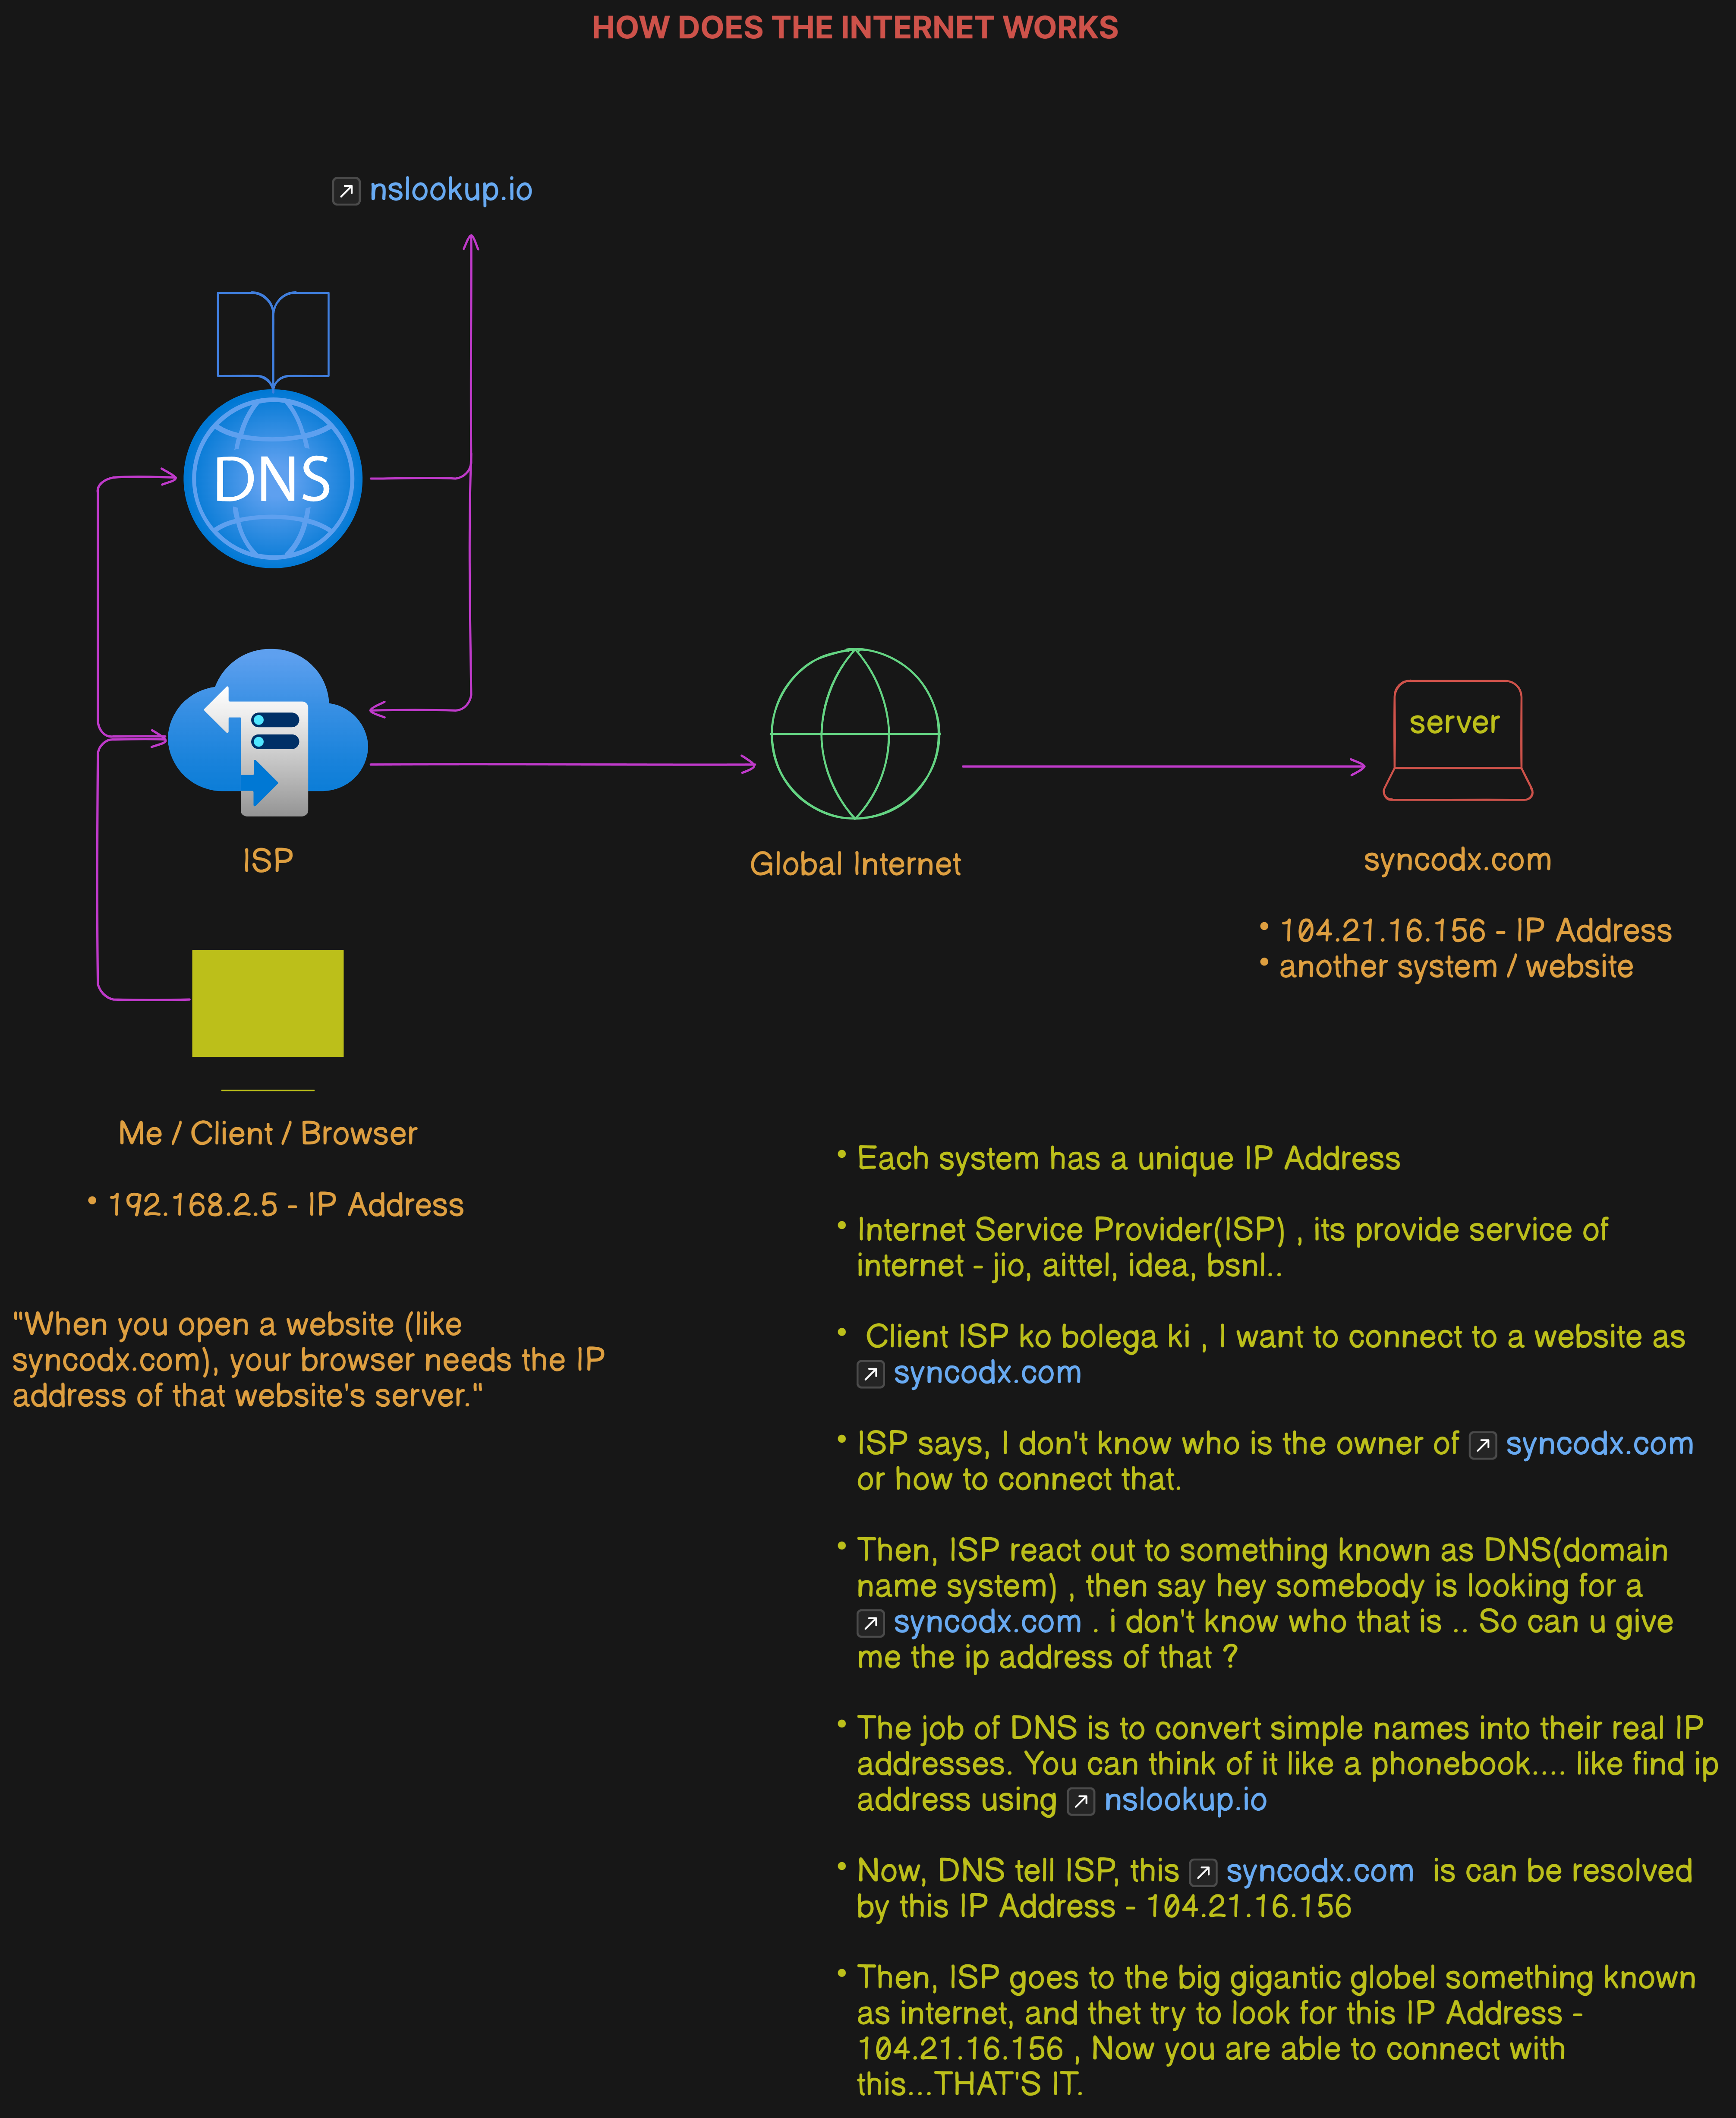 HOW DOES THE INTERNET WORKS
nslookup.io
DNS
ISP
Global Internet
server
syncodx.com
• 104.21.16.156 - IP Address
• another system / website
Me / Client / Browser
• 192.168.2.5 - IP Address
"When you open a website (like
syncodx.com), your browser needs the IP
address of that website's server."
• Each system has a unique IP Address
• Internet Service Provider(ISP) , its provide service of
internet - jio, aittel, idea, bsnl..
• Client ISP ko bolega ki , I want to connect to a website as
syncodx.com
• ISP says, I don't know who is the owner of syncodx.com
or how to connect that.
• Then, ISP react out to something known as DNS(domain
name system) , then say hey somebody is looking for a
syncodx.com . i don't know who that is .. So can u give
me the ip address of that ?
• The job of DNS is to convert simple names into their real IP
addresses. You can think of it like a phonebook.... like find ip
address using nslookup.io
• Now, DNS tell ISP, this syncodx.com is can be resolved
by this IP Address - 104.21.16.156
• Then, ISP goes to the big gigantic globel something known
as internet, and thet try to look for this IP Address -
104.21.16.156 , Now you are able to connect with
this...THAT'S IT.